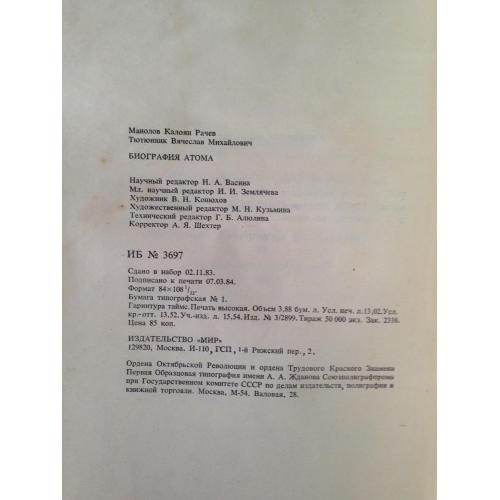 Манолов Калоян Рачев
Тютюнник Вячеслав Михайлович
БИОГРАФИЯ АТОМА
Научный редактор Н. А. Васина
Мл. научный редактор И. И. Землячева
Художник В. Н. Конюхов
Художественный редактор М. Н. Кузьмина
Технический редактор Г. Б. Алюлина
Корректор А. Я. Шехтер
ИБ № 3697
Сдано в набор 02.11.83.
Подписано к печати 07.03.84.
Формат 84×108 1/32.
Бумага типографская № 1.
Гарнитура таймс. Печать высокая. Объем 3,88 бум. л. Усл. печ. л. 13,02. Усл.
кр.-отт. 13,52. Уч.-изд. л. 15,54. Изд. № 3/2899. Тираж 50 000 экз. Зак. 2338.
Цена 85 коп.
ИЗДАТЕЛЬСТВО «МИР»
129820, Москва, И-110, ГСП, 1-й Рижский пер., 2.
Ордена Октябрьской Революции и ордена Трудового Красного Знамени
Первая Образцовая типография имени А. А. Жданова Союзполиграфпрома
при Государственном комитете СССР по делам издательств, полиграфии и
книжной торговли. Москва, М-54, Валовая, 28.